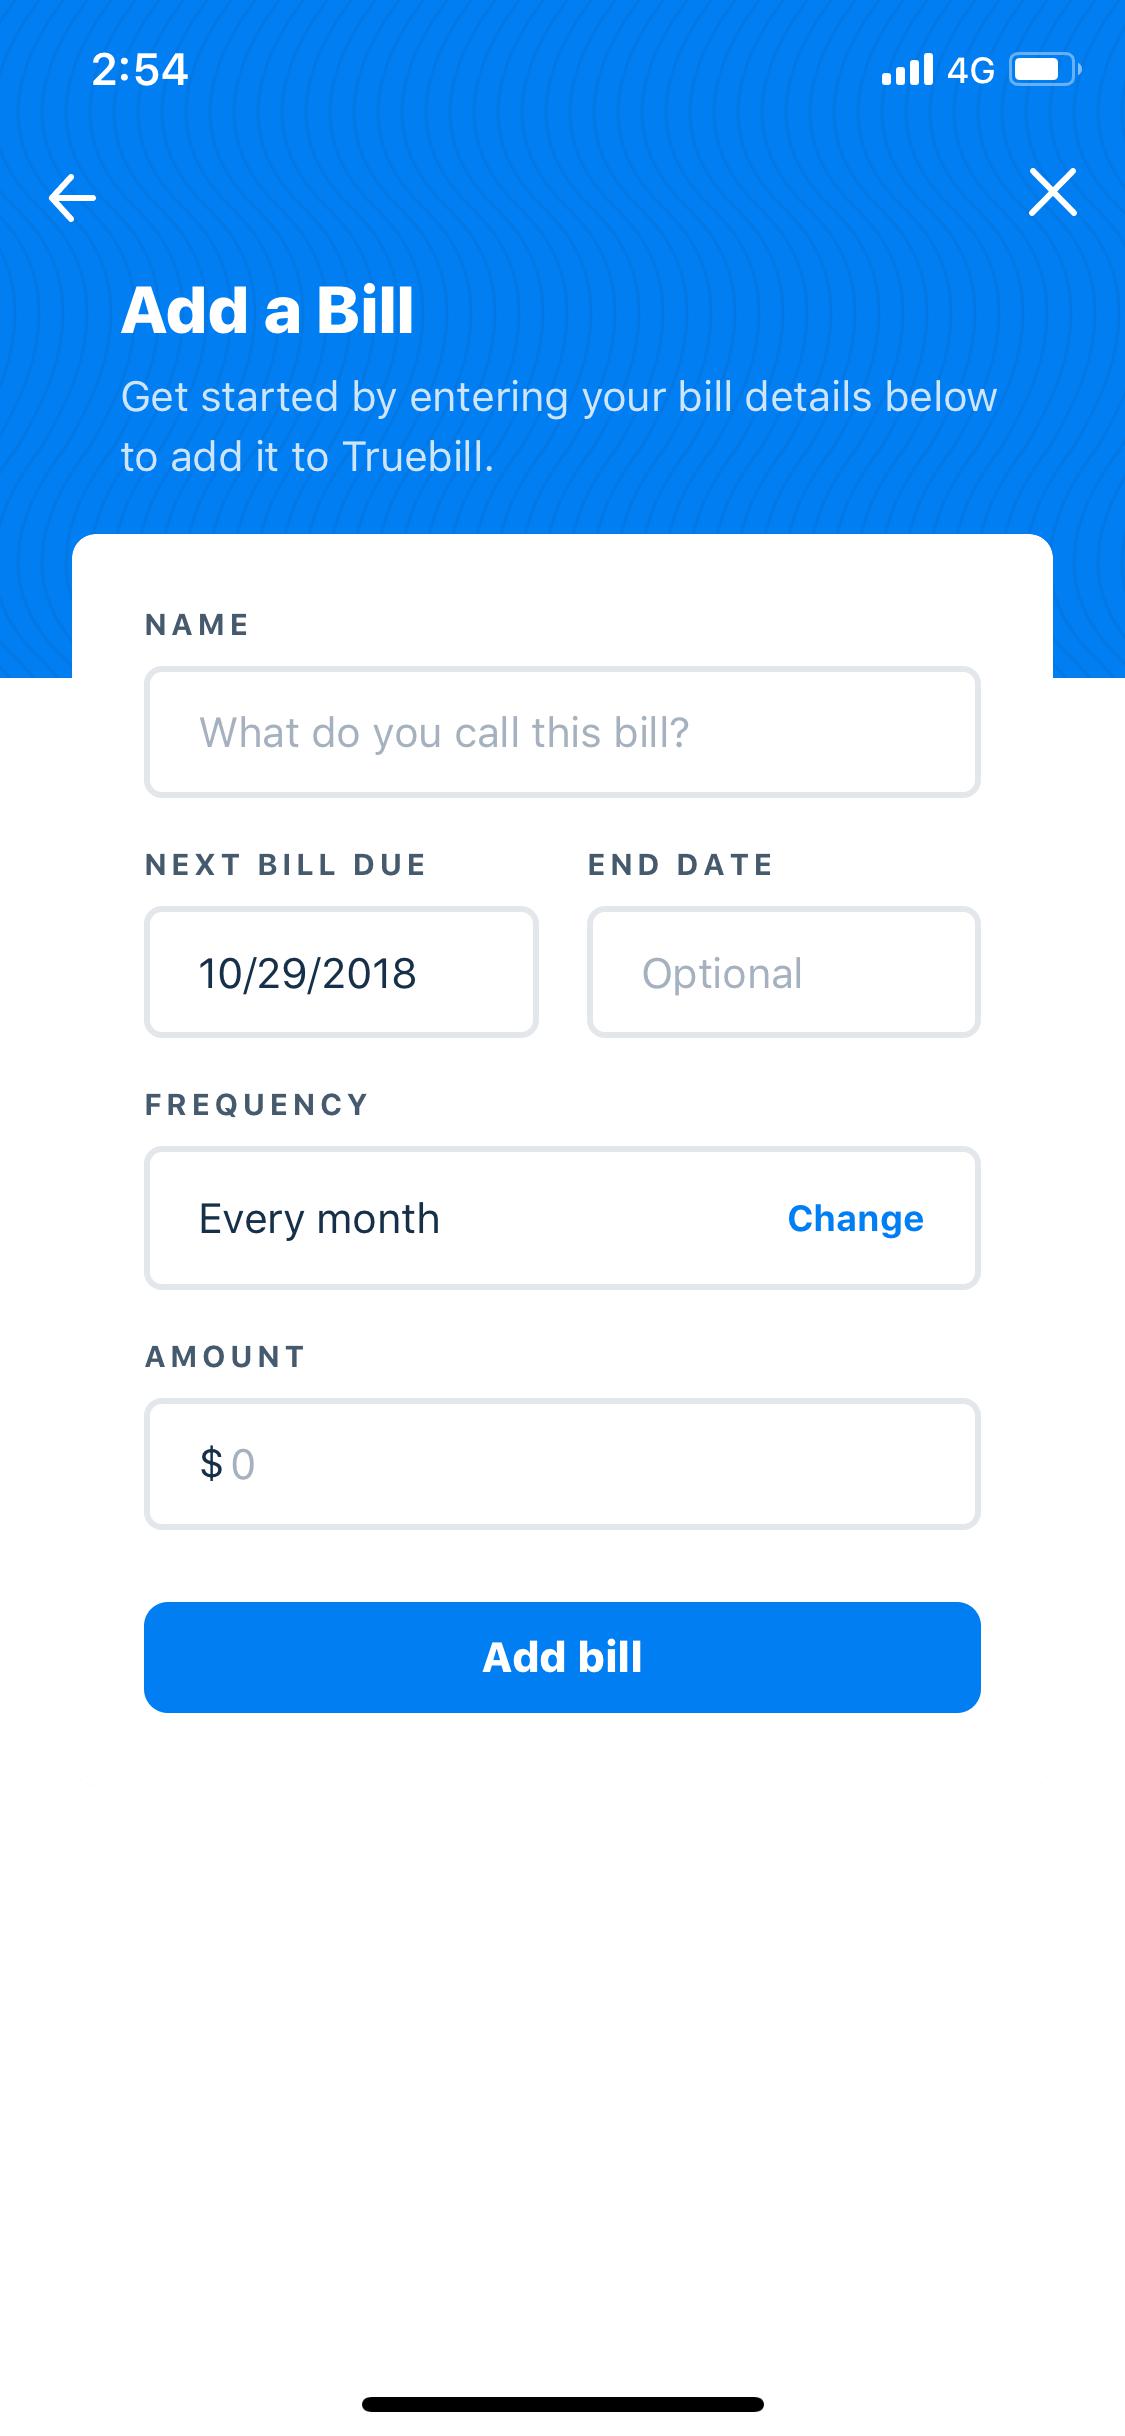 2:54
4G
Add a Bill
Get started by entering your bill details below
to add it to Truebill.
NAME
What do you call this bill?
NEXT BILL DUE
END DATE
10/29/2018
Optional
FREQUENCY
Every month
Change
AMOUNT
$ 0
Add bill